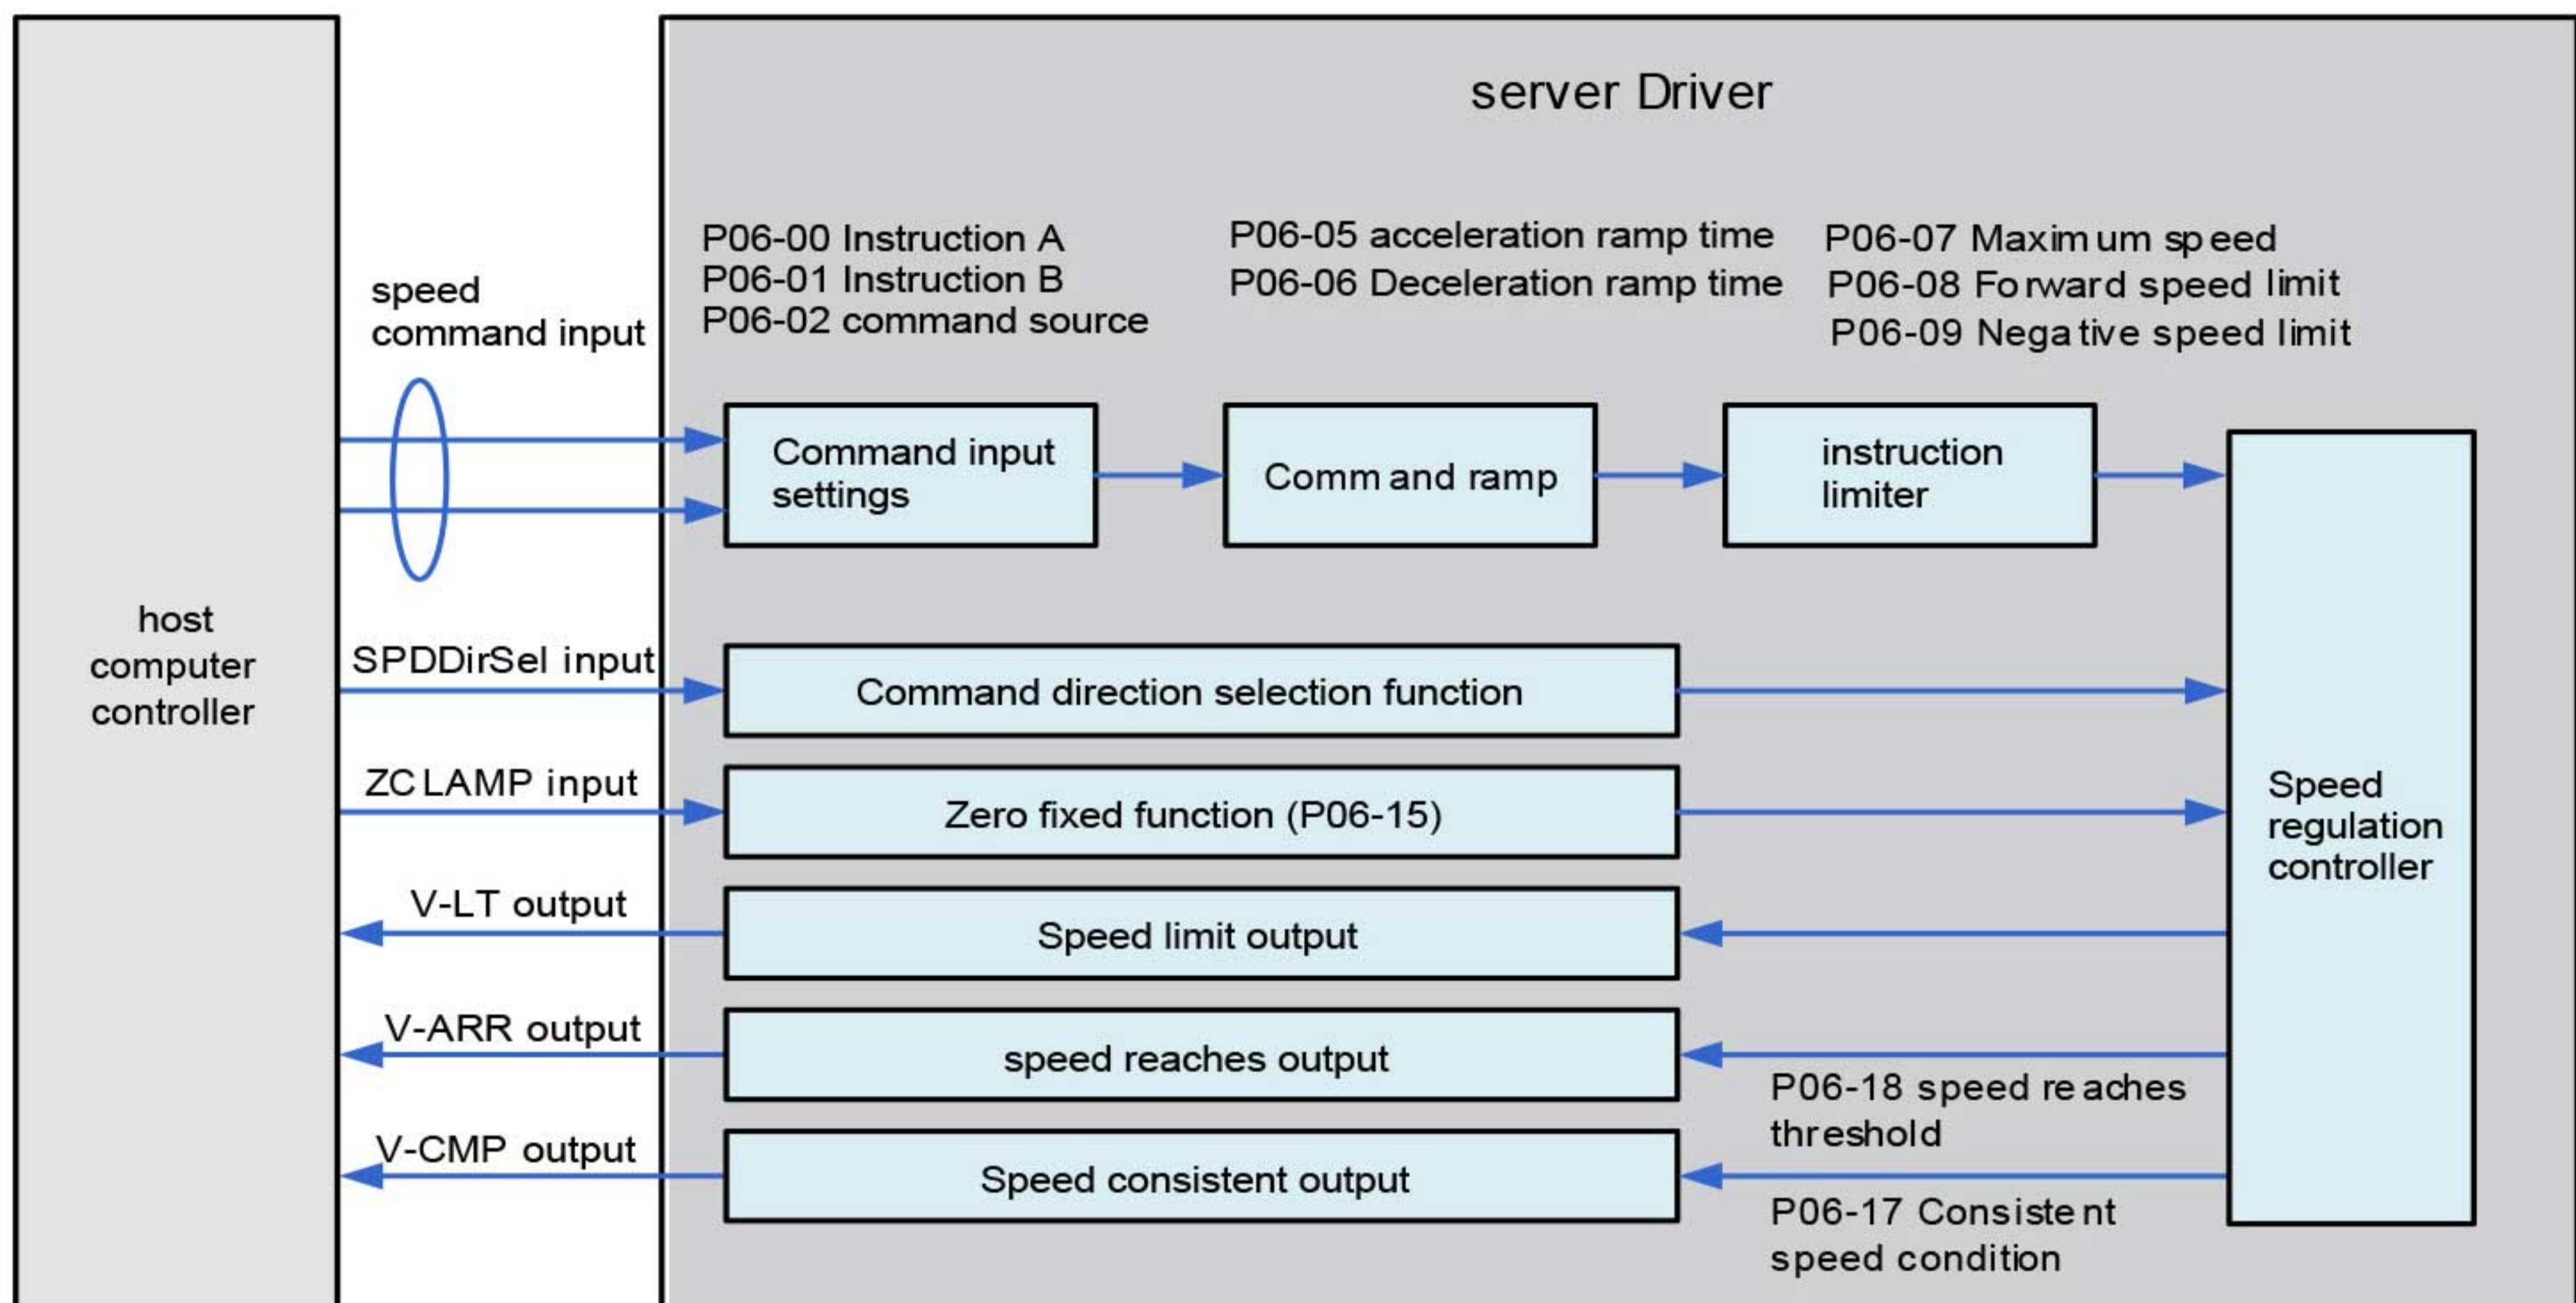 server Driver
P06-00 Instruction A
P06-01 Instruction B
P06-02 command source
P06-05 acceleration ramp time
P06-06 Deceleration ramp time
P06-07 Maximum speed
P06-08 Forward speed limit
P06-09 Negative speed limit
speed
command input
Command input
settings
Command ramp
instruction
limiter
host
computer
controller
SPDDirSel input
Command direction selection function
ZCLAMP input
Zero fixed function (P06-15)
Speed
regulation
controller
V-LT output
Speed limit output
V-ARR output
speed reaches output
P06-18 speed reaches
threshold
V-CMP output
Speed consistent output
P06-17 Consistent
speed condition